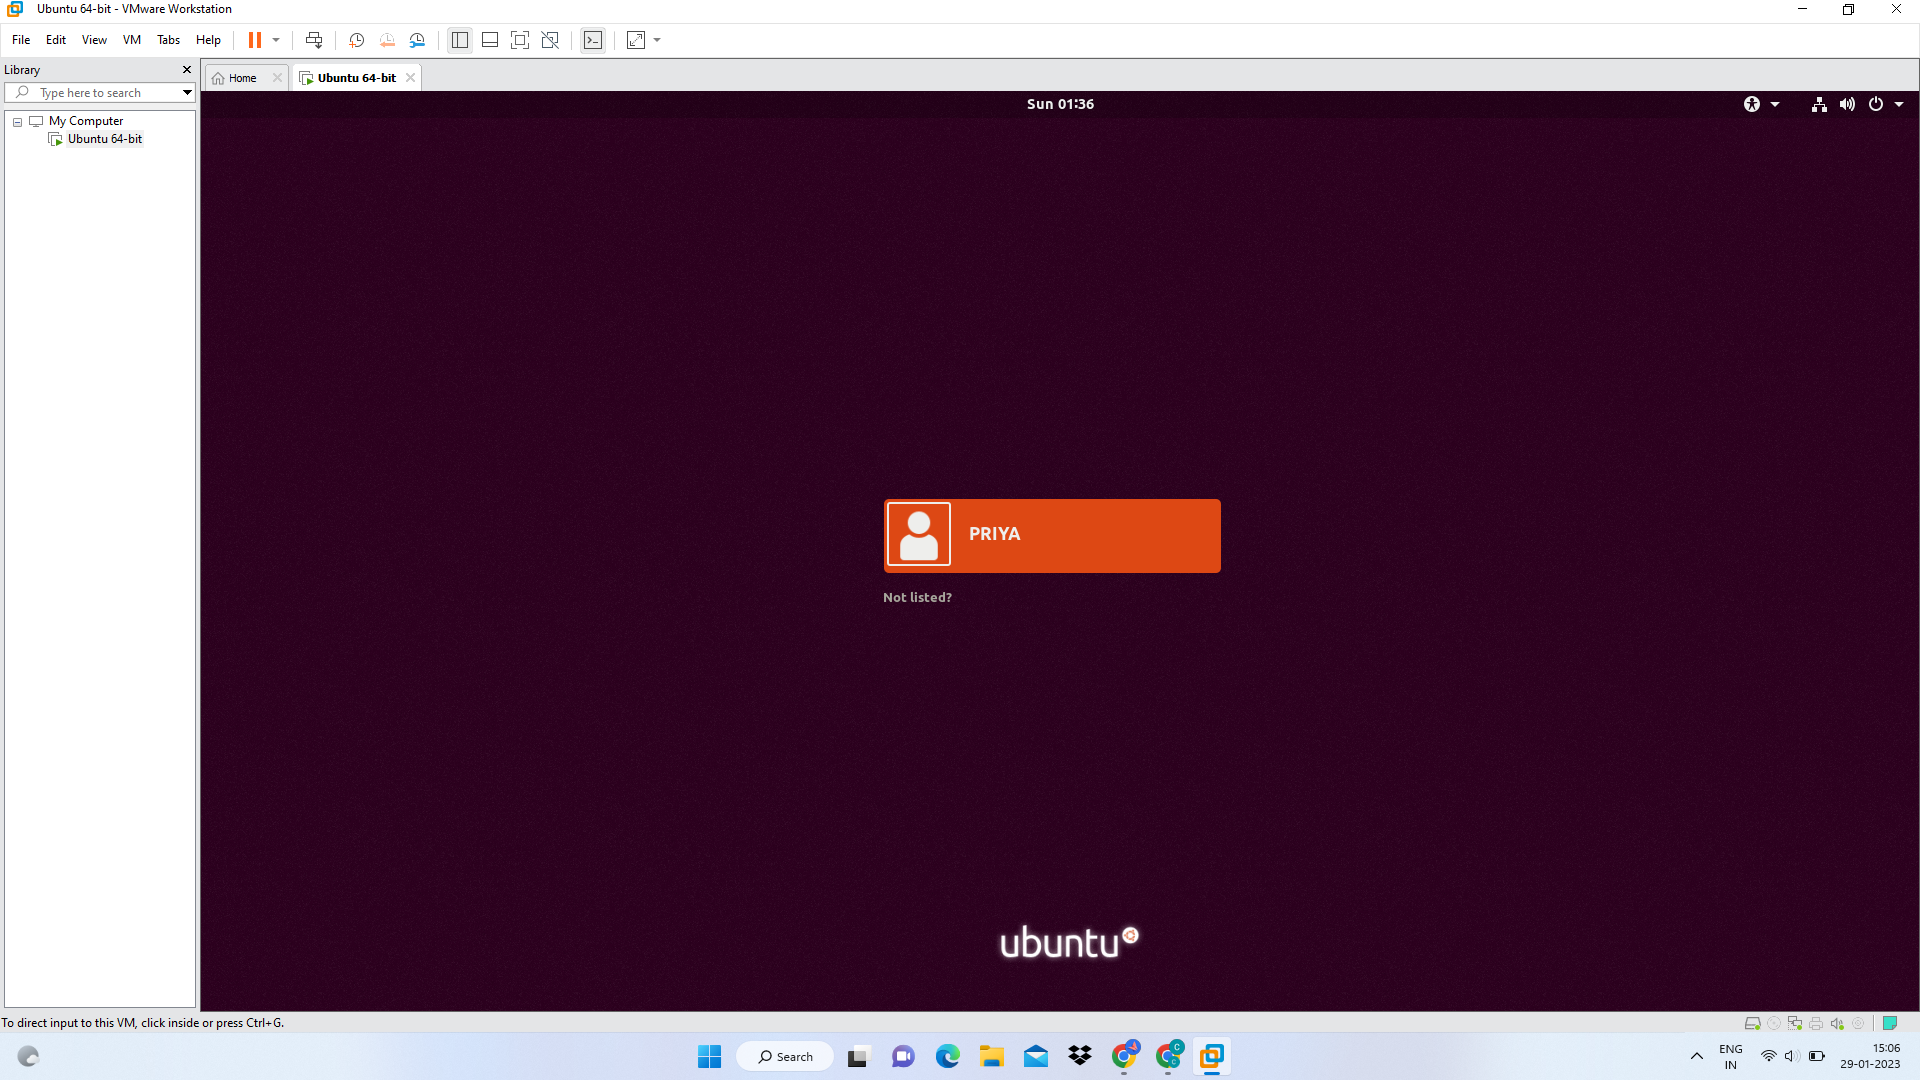 Ubuntu 64-bit - VMware Workstation
File Edit View VM Tabs Help
Library
Type here to search
My Computer
Ubuntu 64-bit
Home
Ubuntu 64-bit
Sun 01:36
PRIYA
Not listed?
ubuntu
To direct input to this VM, click inside or press Ctrl+G.
Search
ENG
IN
15:06
29-01-2023